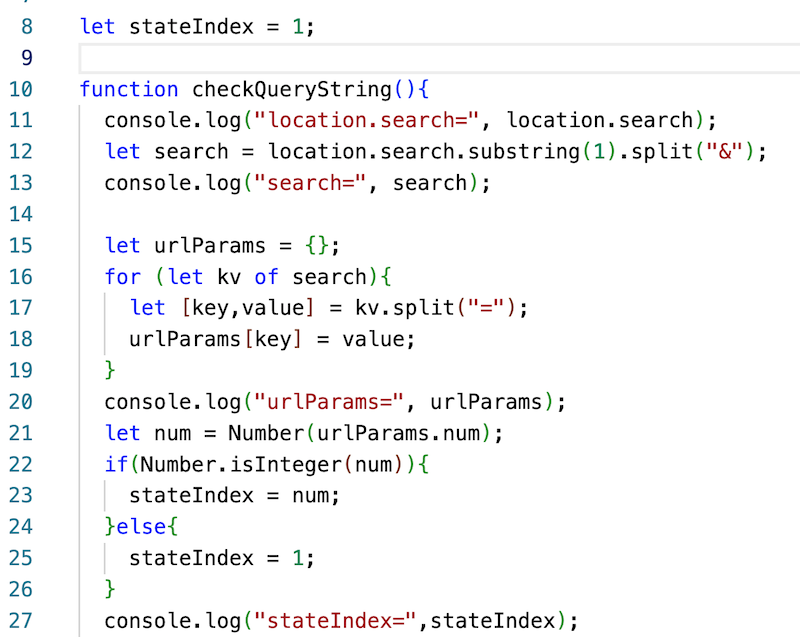 8 let stateIndex = 1;
9
10 function checkQueryString(){
11 console.log("location.search=", location.search);
12 let search = location.search.substring(1).split("&");
13 console.log("search=", search);
14
15 let urlParams = {};
16 for (let kv of search){
17 let [key,value] = kv.split("=");
18 urlParams[key] = value;
19 }
20 console.log("urlParams=", urlParams);
21 let num = Number(urlParams.num);
22 if(Number.isInteger(num)){
23 stateIndex = num;
24 }else{
25 stateIndex = 1;
26 }
27 console.log("stateIndex=",stateIndex);